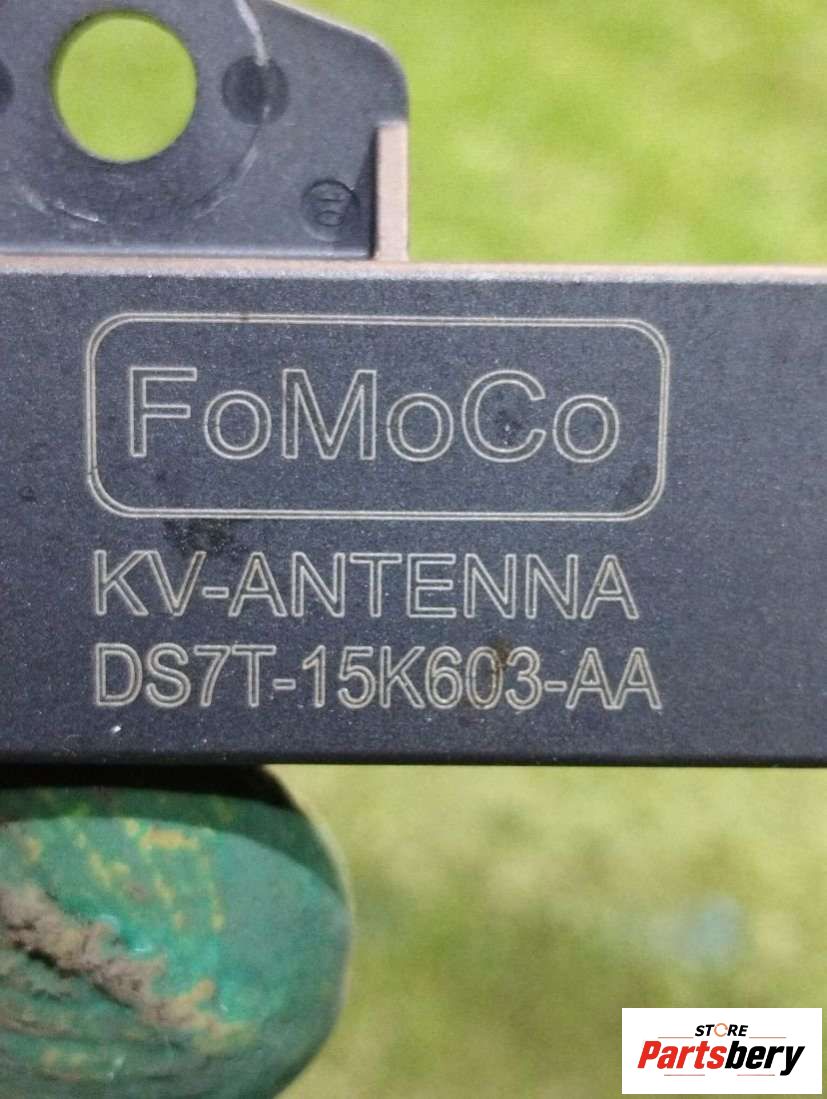 FoMoCo
KV-ANTENNA
DS7T-15K603-AA
STORE
Partsbery